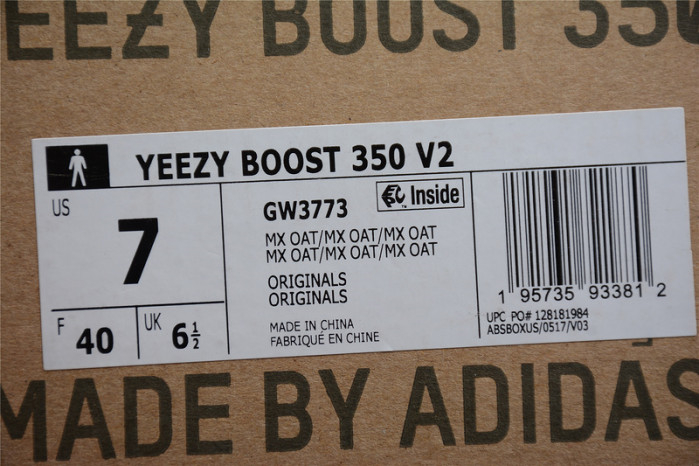 YEEZY BOOST 350
YEEZY BOOST 350 V2
US
7
F 40
UK 6½
GW3773
Inside
™
MX OAT/MX OAT/MX OAT
MX OAT/MX OAT/MX OAT
ORIGINALS
ORIGINALS
MADE IN CHINA
FABRIQUÉ EN CHINE
1 95735 93381 2
UPC PO# 128181984
ABSBOXUS/0517/V03
MADE BY ADIDAS